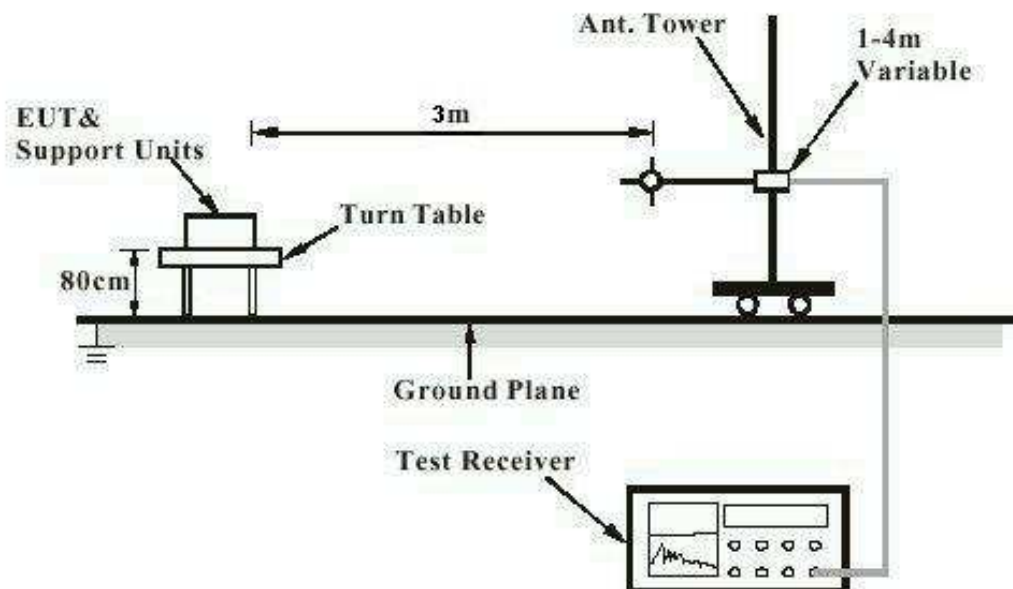 Ant. Tower
1-4m
Variable
EUT&
Support Units
3m
Turn Table
80cm
Ground Plane
Test Receiver